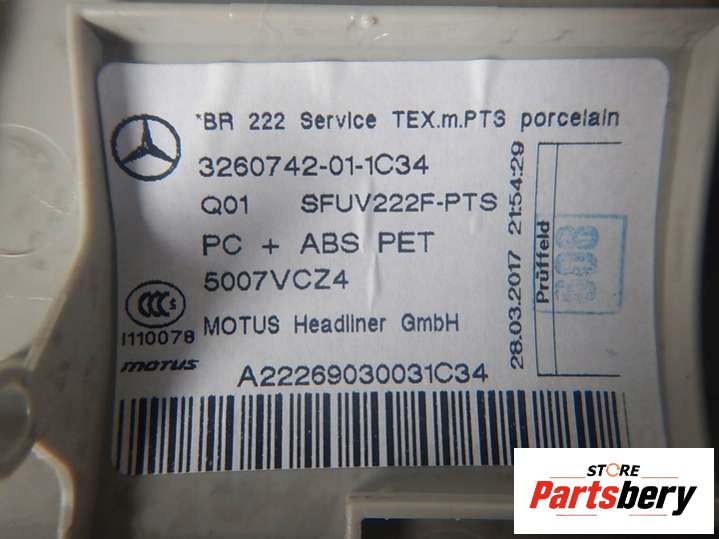 *BR 222 Service TEX.m.PTS porcelain
3260742-01-1C34
Q01 SFUV222F-PTS
PC + ABS PET
5007VCZ4
CCC S
I110078
MOTUS Headliner GmbH
MOTUS
A22269030031C34
28.03.2017 21:54:29
Prüffeld
STORE
Partsbery